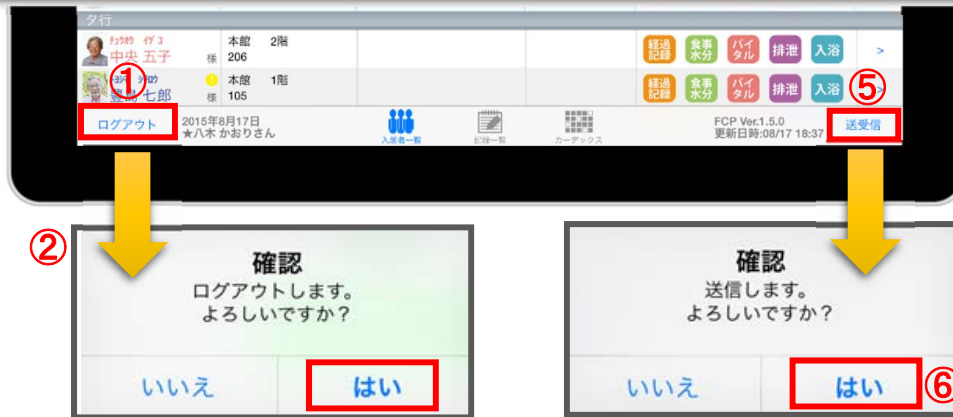 タ行
チュウオウ イツコ
中央 五子 様
本館 2階
206
経過記録 食事水分 バイタル 排泄 入浴 >
七郎 様
本館 1階
105
経過記録 食事水分 バイタル 排泄 入浴
①
⑤
ログアウト
2015年8月17日
★八木 かおりさん
入居者一覧
記録一覧
カーデックス
FCP Ver.1.5.0
更新日時:08/17 18:37
送受信
②
確認
ログアウトします。
よろしいですか？
いいえ はい
確認
送信します。
よろしいですか？
いいえ はい
⑥